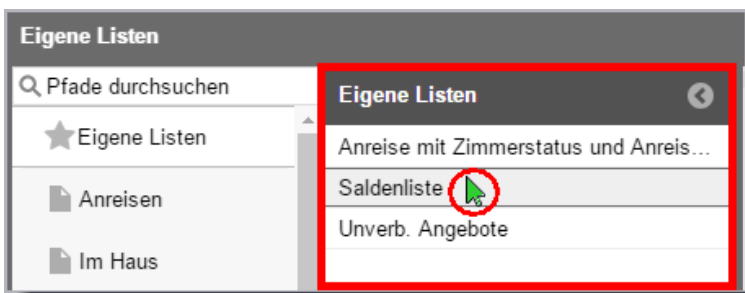 Eigene Listen
Pfade durchsuchen
Eigene Listen
Anreisen
Im Haus
Eigene Listen
Anreise mit Zimmerstatus und Anreis...
Saldenliste
Unverb. Angebote